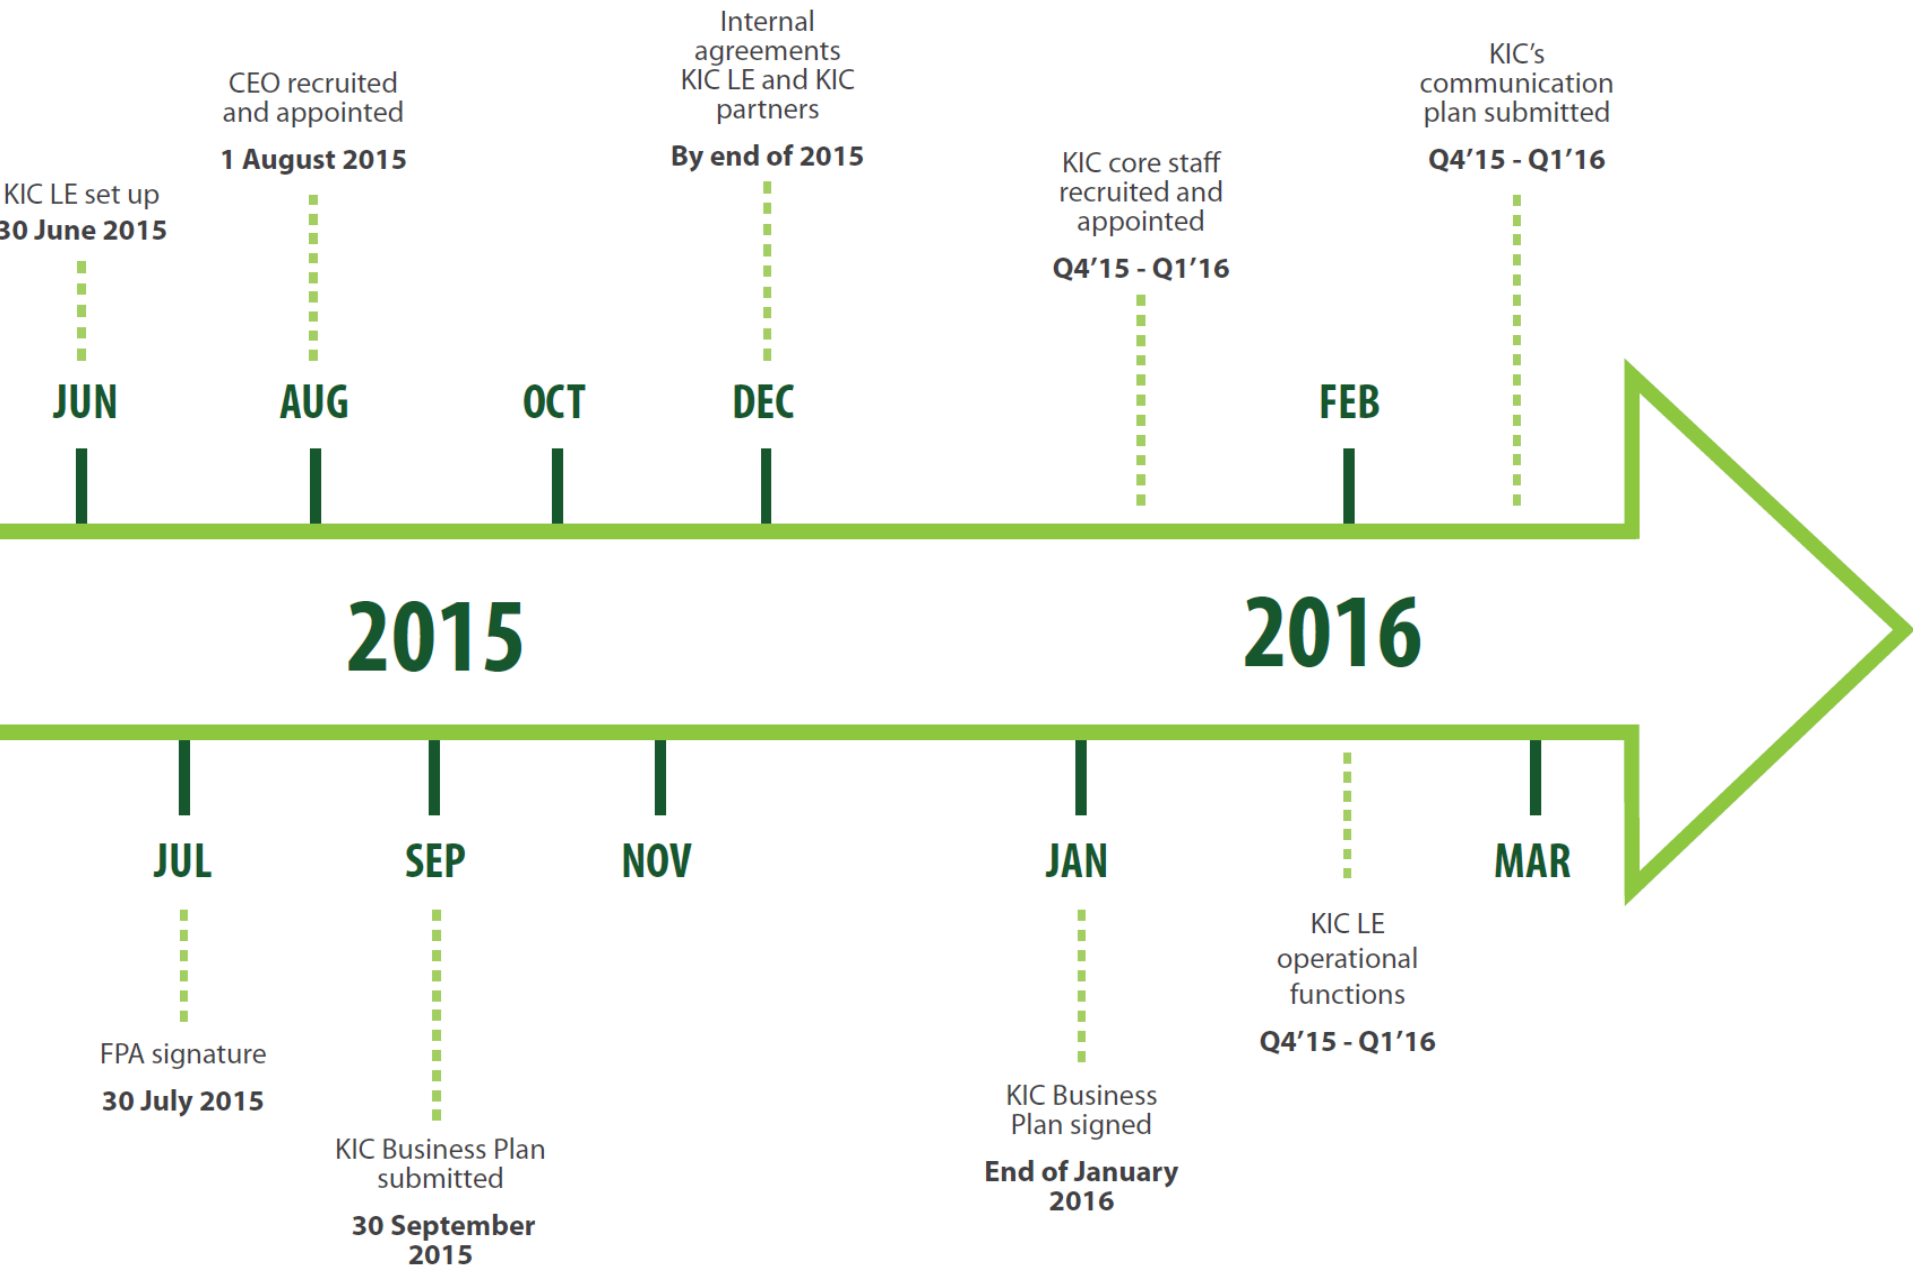 KIC LE set up
30 June 2015
CEO recruited
and appointed
1 August 2015
Internal
agreements
KIC LE and KIC
partners
By end of 2015
KIC core staff
recruited and
appointed
Q4’15 - Q1’16
KIC’s
communication
plan submitted
Q4’15 - Q1’16
JUN
AUG
OCT
DEC
FEB
2015
2016
JUL
SEP
NOV
JAN
MAR
FPA signature
30 July 2015
KIC Business Plan
submitted
30 September
2015
KIC Business
Plan signed
End of January
2016
KIC LE
operational
functions
Q4’15 - Q1’16